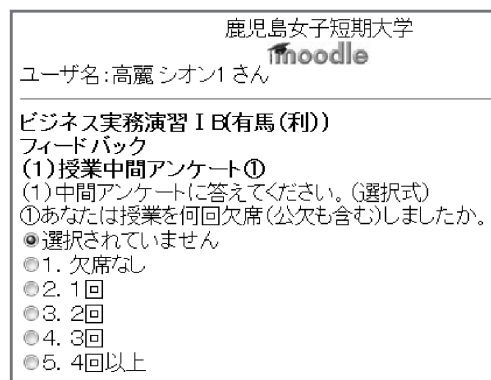 鹿児島女子短期大学
moodle
ユーザ名:高麗 シオン1 さん
ビジネス実務演習ⅠB(有馬(利))
フィードバック
(1)授業中間アンケート①
(1)中間アンケートに答えてください。(選択式)
①あなたは授業を何回欠席(公欠も含む)しましたか。
選択されていません
1. 欠席なし
2. 1回
3. 2回
4. 3回
5. 4回以上